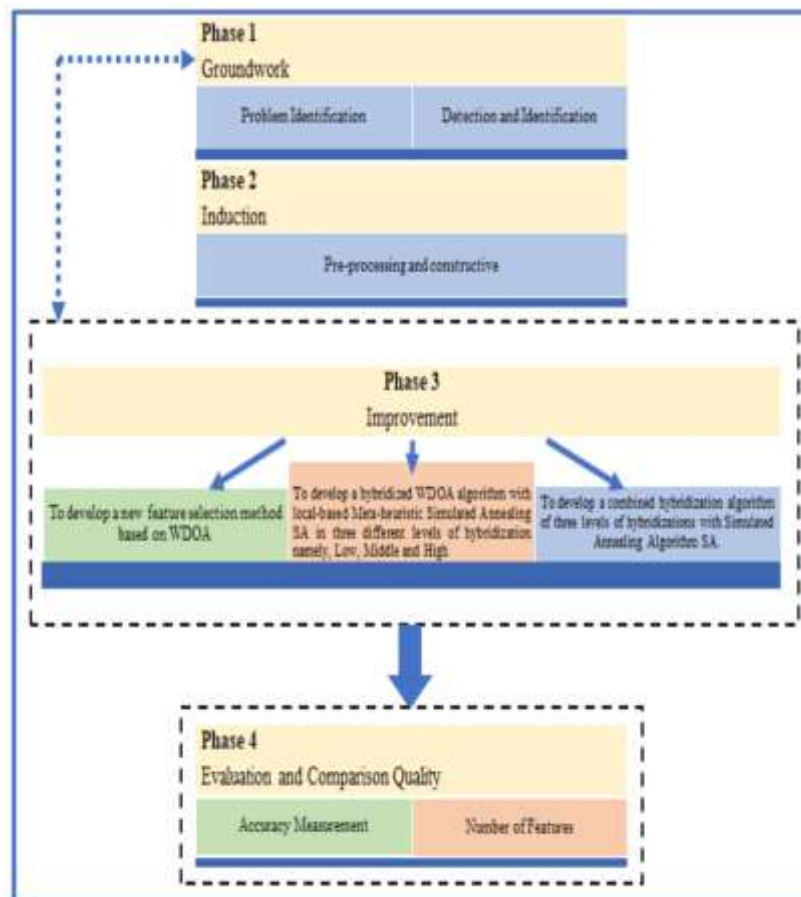 Phase 1
Groundwork
Problem Identification
Detection and Identification
Phase 2
Induction
Pre-processing and constructive
Phase 3
Improvement
To develop a new feature selection method
based on WDOA
To develop a hybridized WDOA algorithm with
local-based Meta-heuristic Simulated Annealing
SA in three different levels of hybridization
namely, Low, Middle and High.
To develop a combined hybridization algorithm
of three levels of hybridizations with Simulated
Annealing Algorithm SA.
Phase 4
Evaluation and Comparison Quality
Accuracy Measurement
Number of Features